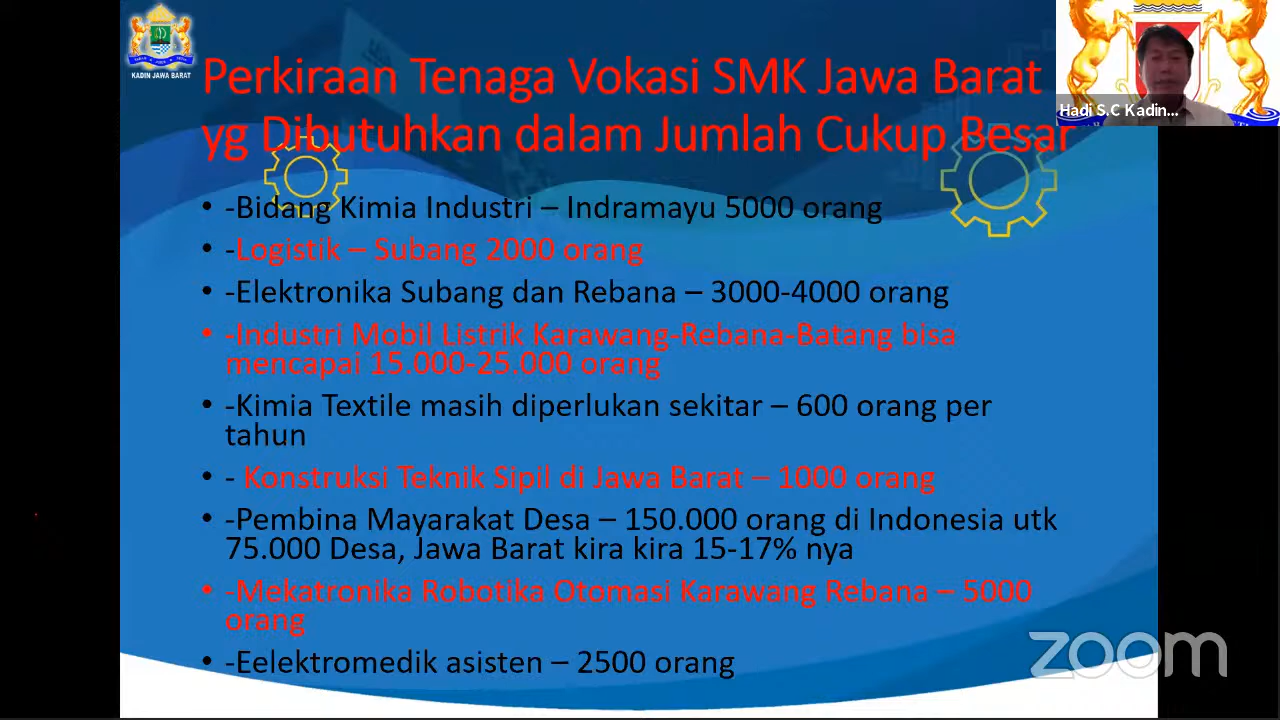 KADIN JAWA BARAT
Perkiraan Tenaga Vokasi SMK Jawa Barat
yg Dibutuhkan dalam Jumlah Cukup Besar
Hadi S.C Kadin...
• -Bidang Kimia Industri – Indramayu 5000 orang
• -Logistik – Subang 2000 orang
• -Elektronika Subang dan Rebana – 3000-4000 orang
• -Industri Mobil Listrik Karawang-Rebana-Batang bisa
mencapai 15.000-25.000 orang
• -Kimia Textile masih diperlukan sekitar – 600 orang per
tahun
• - Konstruksi Teknik Sipil di Jawa Barat – 1000 orang
• -Pembina Mayarakat Desa – 150.000 orang di Indonesia utk
75.000 Desa, Jawa Barat kira kira 15-17% nya
• -Mekatronika Robotika Otomasi Karawang Rebana – 5000
orang
• -Eelektromedik asisten – 2500 orang
zoom